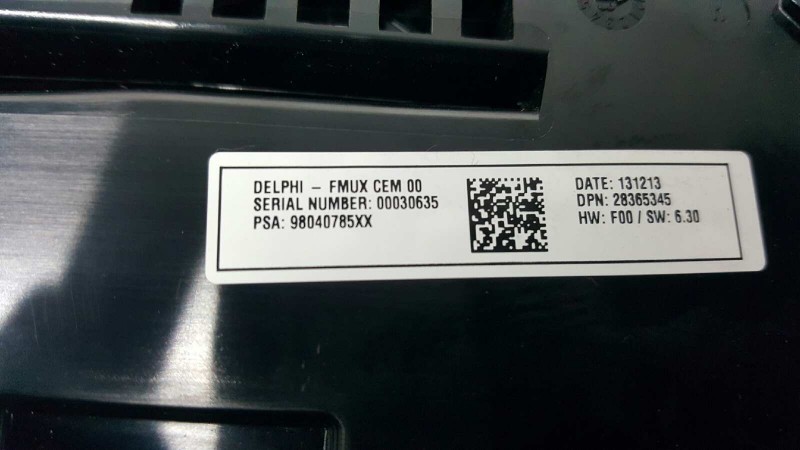 DELPHI – FMUX CEM 00
SERIAL NUMBER: 00030635
PSA: 98040785XX
DATE: 131213
DPN: 28365345
HW: F00 / SW: 6.30